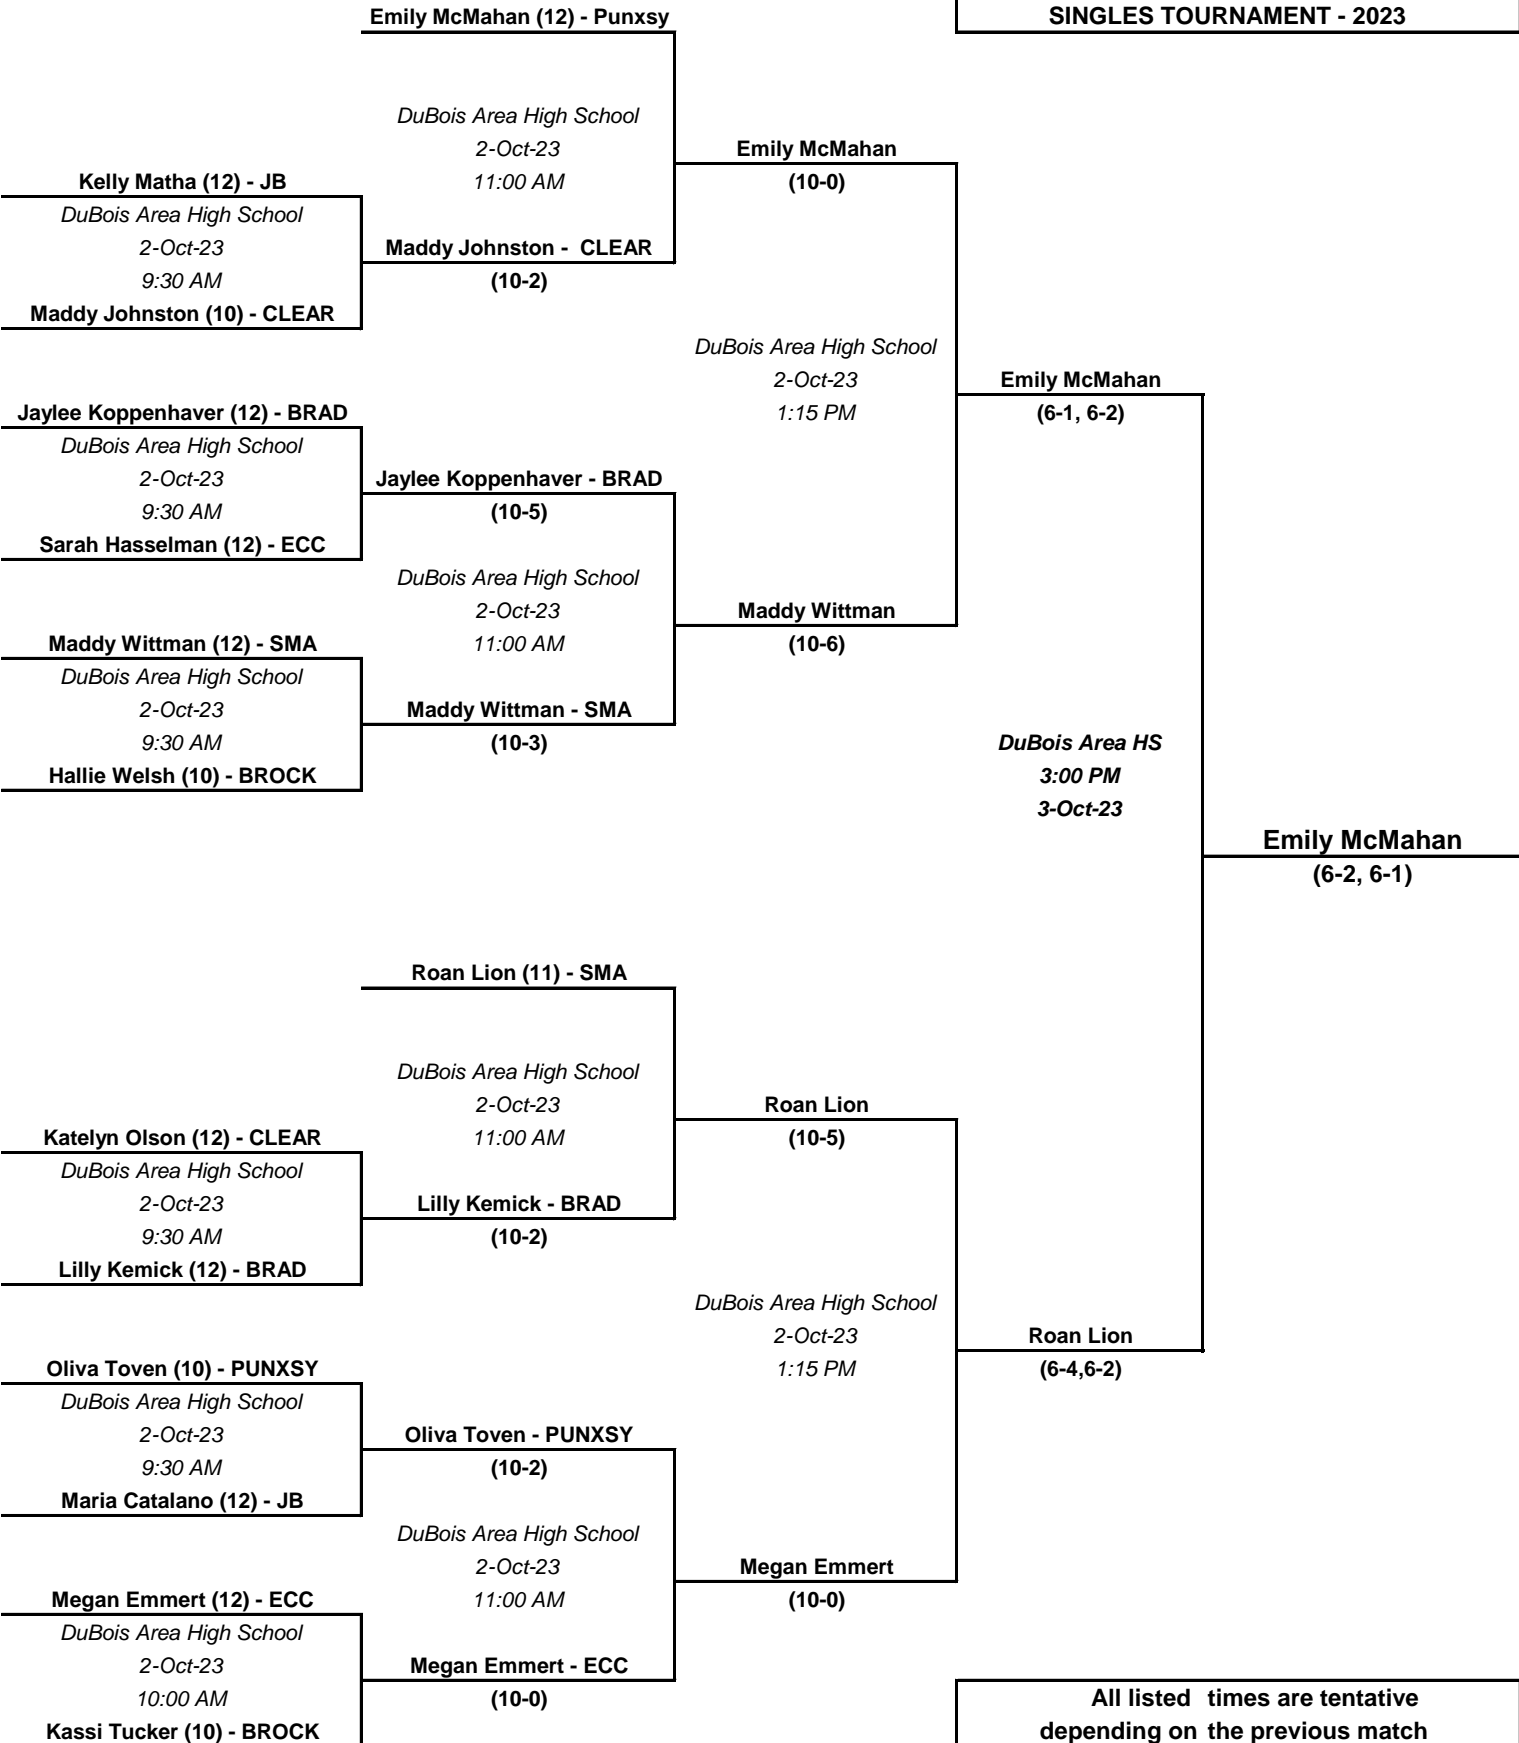 Emily McMahan (12) - Punxsy
SINGLES TOURNAMENT - 2023
DuBois Area High School
2-Oct-23
11:00 AM
Emily McMahan
(10-0)
Kelly Matha (12) - JB
DuBois Area High School
2-Oct-23
9:30 AM
Maddy Johnston (10) - CLEAR
Maddy Johnston - CLEAR
(10-2)
DuBois Area High School
2-Oct-23
1:15 PM
Emily McMahan
(6-1, 6-2)
Jaylee Koppenhaver (12) - BRAD
DuBois Area High School
2-Oct-23
9:30 AM
Sarah Hasselman (12) - ECC
Jaylee Koppenhaver - BRAD
(10-5)
DuBois Area High School
2-Oct-23
11:00 AM
Maddy Wittman
(10-6)
Maddy Wittman (12) - SMA
DuBois Area High School
2-Oct-23
9:30 AM
Hallie Welsh (10) - BROCK
Maddy Wittman - SMA
(10-3)
DuBois Area HS
3:00 PM
3-Oct-23
Emily McMahan
(6-2, 6-1)
Roan Lion (11) - SMA
DuBois Area High School
2-Oct-23
11:00 AM
Roan Lion
(10-5)
Katelyn Olson (12) - CLEAR
DuBois Area High School
2-Oct-23
9:30 AM
Lilly Kemick (12) - BRAD
Lilly Kemick - BRAD
(10-2)
DuBois Area High School
2-Oct-23
1:15 PM
Roan Lion
(6-4,6-2)
Oliva Toven (10) - PUNXSY
DuBois Area High School
2-Oct-23
9:30 AM
Maria Catalano (12) - JB
Oliva Toven - PUNXSY
(10-2)
DuBois Area High School
2-Oct-23
11:00 AM
Megan Emmert
(10-0)
Megan Emmert (12) - ECC
DuBois Area High School
2-Oct-23
10:00 AM
Kassi Tucker (10) - BROCK
Megan Emmert - ECC
(10-0)
All listed times are tentative
depending on the previous match